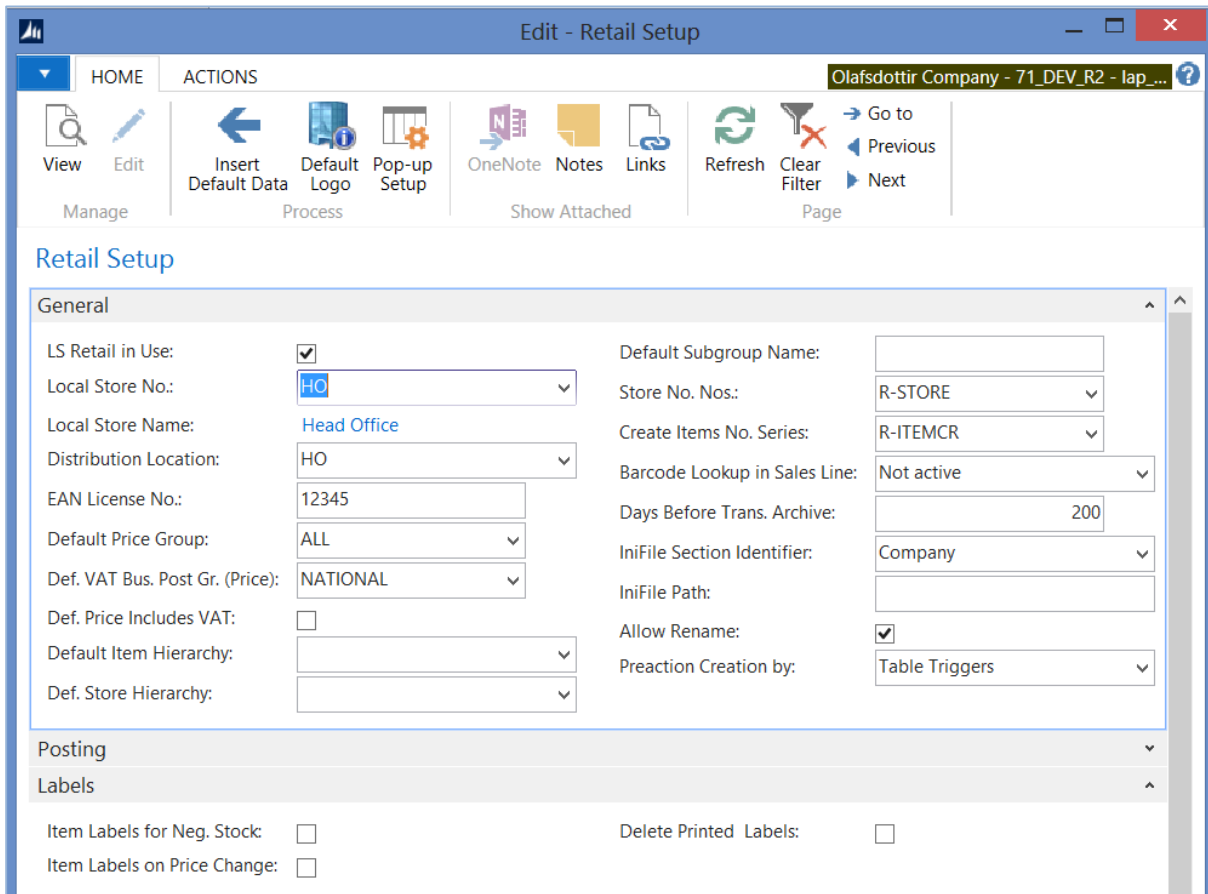 Edit - Retail Setup
HOME ACTIONS
Olafsdottir Company - 71_DEV_R2 - lap_...
View
Edit
Insert
Default Data
Default
Logo
Pop-up
Setup
OneNote
Notes
Links
Refresh
Clear
Filter
Go to
Previous
Next
Manage
Process
Show Attached
Page
Retail Setup
General
LS Retail in Use:
Local Store No.: HO
Local Store Name: Head Office
Distribution Location: HO
EAN License No.: 12345
Default Price Group: ALL
Def. VAT Bus. Post Gr. (Price): NATIONAL
Def. Price Includes VAT:
Default Item Hierarchy:
Def. Store Hierarchy:
Default Subgroup Name:
Store No. Nos.: R-STORE
Create Items No. Series: R-ITEMCR
Barcode Lookup in Sales Line: Not active
Days Before Trans. Archive: 200
IniFile Section Identifier: Company
IniFile Path:
Allow Rename:
Preaction Creation by: Table Triggers
Posting
Labels
Item Labels for Neg. Stock:
Item Labels on Price Change:
Delete Printed Labels: